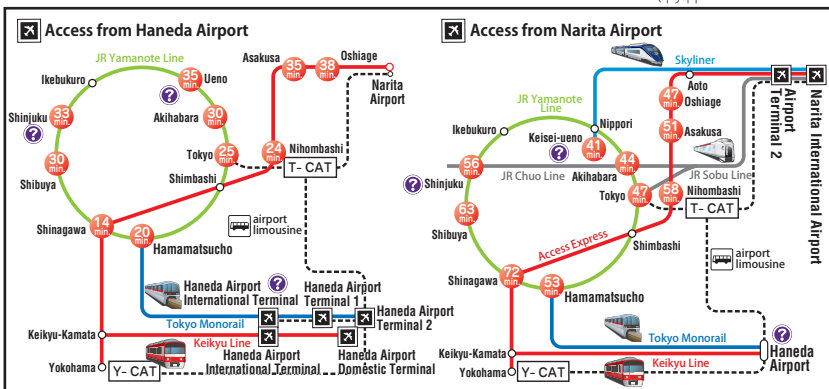 Access from Haneda Airport
JR Yamanote Line
Ikebukuro
35 min.
Ueno
?
33 min.
Shinjuku
?
30 min.
Akihabara
30 min.
Shibuya
25 min.
Tokyo
Shimbashi
14 min.
Shinagawa
20 min.
Hamamatsucho
Asakusa
35 min.
38 min.
Oshiage
Narita
Airport
24 min.
Nihombashi
T- CAT
airport
limousine
?
Haneda Airport
International Terminal
Haneda Airport
Terminal 1
Haneda Airport
Terminal 2
Tokyo Monorail
Keikyu Line
Keikyu-Kamata
Haneda Airport
International Terminal
Haneda Airport
Domestic Terminal
Yokohama
Y- CAT
Access from Narita Airport
Skyliner
JR Yamanote
Line
Ikebukuro
Nippori
Keisei-ueno
?
41 min.
Aoto
47 min.
Oshiage
51 min.
Asakusa
Airport
Terminal 2
Narita International Airport
56 min.
?
Shinjuku
JR Chuo Line
44 min.
Akihabara
JR Sobu Line
63 min.
Shibuya
47 min.
Tokyo
58 min.
Nihombashi
T- CAT
Access Express
Shimbashi
airport
limousine
72 min.
Shinagawa
53 min.
Hamamatsucho
Tokyo Monorail
?
Haneda
Airport
Keikyu-Kamata
Keikyu Line
Yokohama
Y- CAT